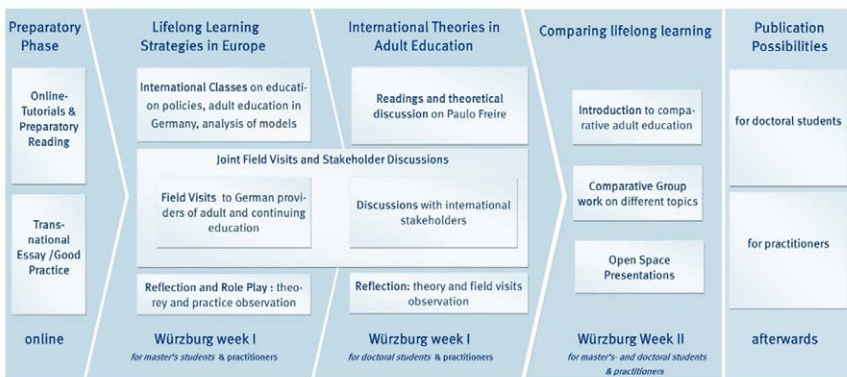 Preparatory
Phase
Online-
Tutorials &
Preparatory
Reading
Trans-
national
Essay /Good
Practice
online
Lifelong Learning
Strategies in Europe
International Classes on educati-
on policies, adult education in
Germany, analysis of models
International Theories in
Adult Education
Readings and theoretical
discussion on Paulo Freire
Joint Field Visits and Stakeholder Discussions
Field Visits to German provi-
ders of adult and continuing
education
Discussions with international
stakeholders
Reflection and Role Play : theo-
rey and practice observation
Würzburg week I
for master's students & practitioners
Reflection: theory and field visits
observation
Würzburg week I
for doctoral students & practitioners
Comparing lifelong learning
Introduction to compa-
rative adult education
Comparative Group
work on different topics
Open Space
Presentations
Würzburg Week II
for master's- and doctoral students
& practitioners
Publication
Possibilities
for doctoral students
for practitioners
afterwards